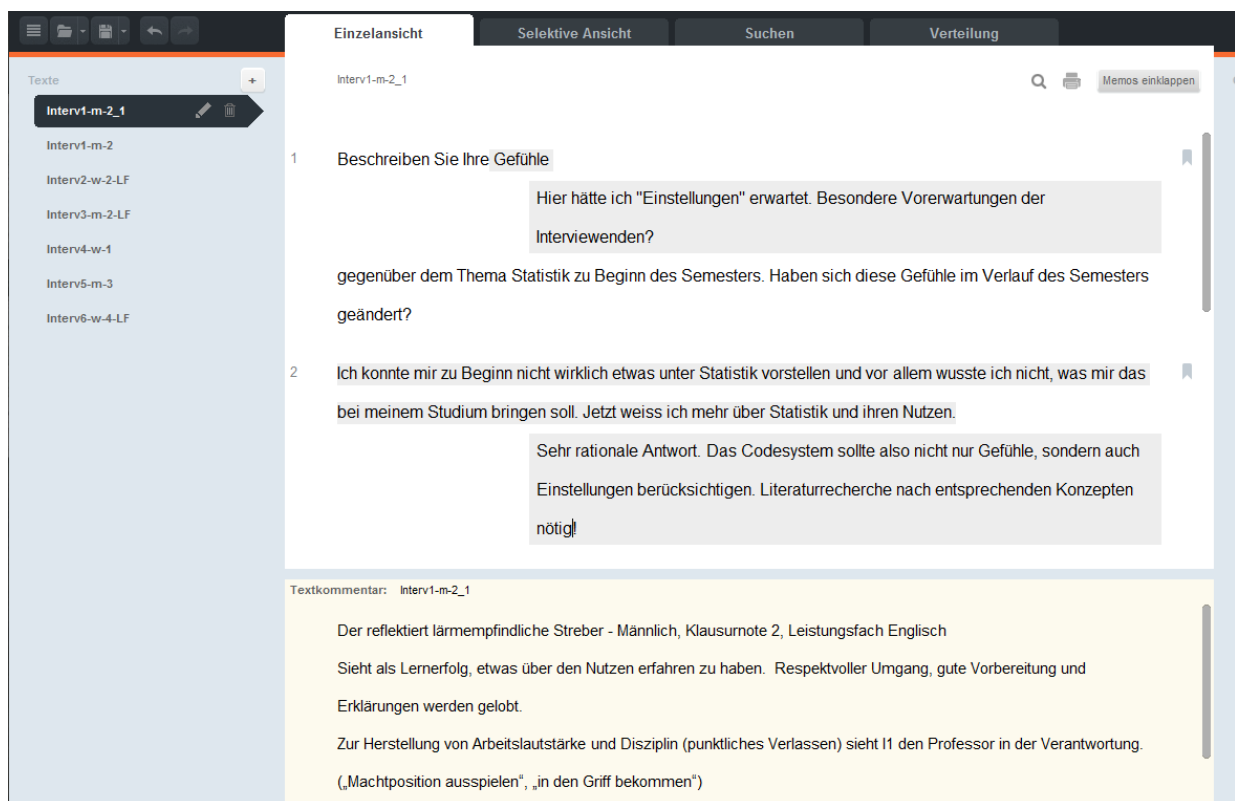 Einzelansicht Selektive Ansicht Suchen Verteilung
Texte +
Interv1-m-2_1
Interv1-m-2
Interv2-w-2-LF
Interv3-m-2-LF
Interv4-w-1
Interv5-m-3
Interv6-w-4-LF
Interv1-m-2_1 Memos einklappen
1 Beschreiben Sie Ihre Gefühle
Hier hätte ich "Einstellungen" erwartet. Besondere Vorerwartungen der
Interviewenden?
gegenüber dem Thema Statistik zu Beginn des Semesters. Haben sich diese Gefühle im Verlauf des Semesters
geändert?
2 Ich konnte mir zu Beginn nicht wirklich etwas unter Statistik vorstellen und vor allem wusste ich nicht, was mir das
bei meinem Studium bringen soll. Jetzt weiss ich mehr über Statistik und ihren Nutzen.
Sehr rationale Antwort. Das Codesystem sollte also nicht nur Gefühle, sondern auch
Einstellungen berücksichtigen. Literaturrecherche nach entsprechenden Konzepten
nötig!
Textkommentar: Interv1-m-2_1
Der reflektiert lärmempfindliche Streber - Männlich, Klausurnote 2, Leistungsfach Englisch
Sieht als Lernerfolg, etwas über den Nutzen erfahren zu haben. Respektvoller Umgang, gute Vorbereitung und
Erklärungen werden gelobt.
Zur Herstellung von Arbeitslautstärke und Disziplin (punktliches Verlassen) sieht I1 den Professor in der Verantwortung.
(„Machtposition ausspielen“, „in den Griff bekommen“)